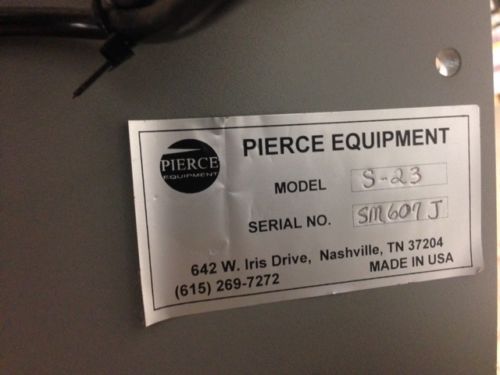 PIERCE
EQUIPMENT
PIERCE EQUIPMENT
MODEL S-23
SERIAL NO. SM607J
642 W. Iris Drive, Nashville, TN 37204
(615) 269-7272 MADE IN USA